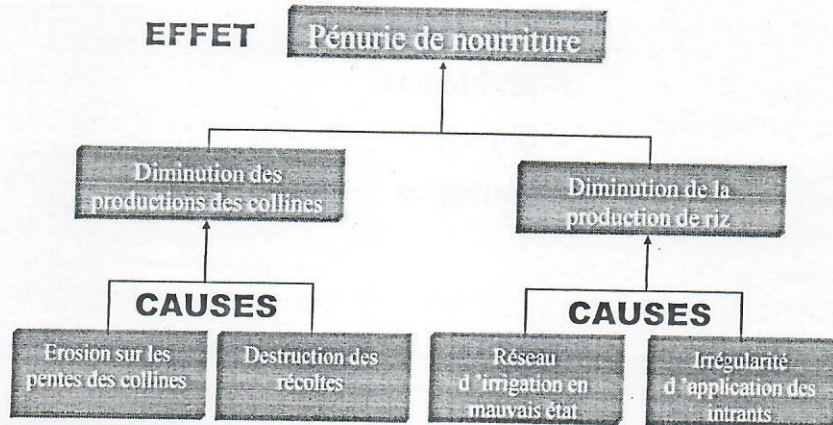 EFFET
Pénurie de nourriture
Diminution des
productions des collines
Diminution de la
production de riz
CAUSES
CAUSES
Erosion sur les
pentes des collines
Destruction des
récoltes
Réseau
d 'irrigation en
mauvais état
Irrégularité
d 'application des
intrants